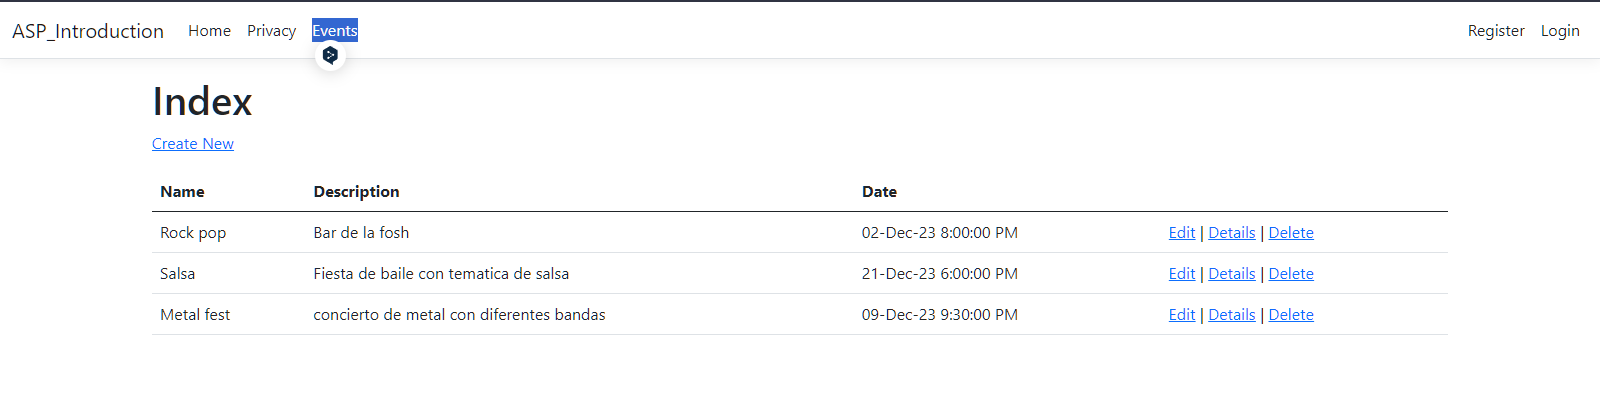 ASP_Introduction Home Privacy Events Register Login
Index
Create New
Name Description Date
Rock pop Bar de la fosh 02-Dec-23 8:00:00 PM Edit | Details | Delete
Salsa Fiesta de baile con tematica de salsa 21-Dec-23 6:00:00 PM Edit | Details | Delete
Metal fest concierto de metal con diferentes bandas 09-Dec-23 9:30:00 PM Edit | Details | Delete